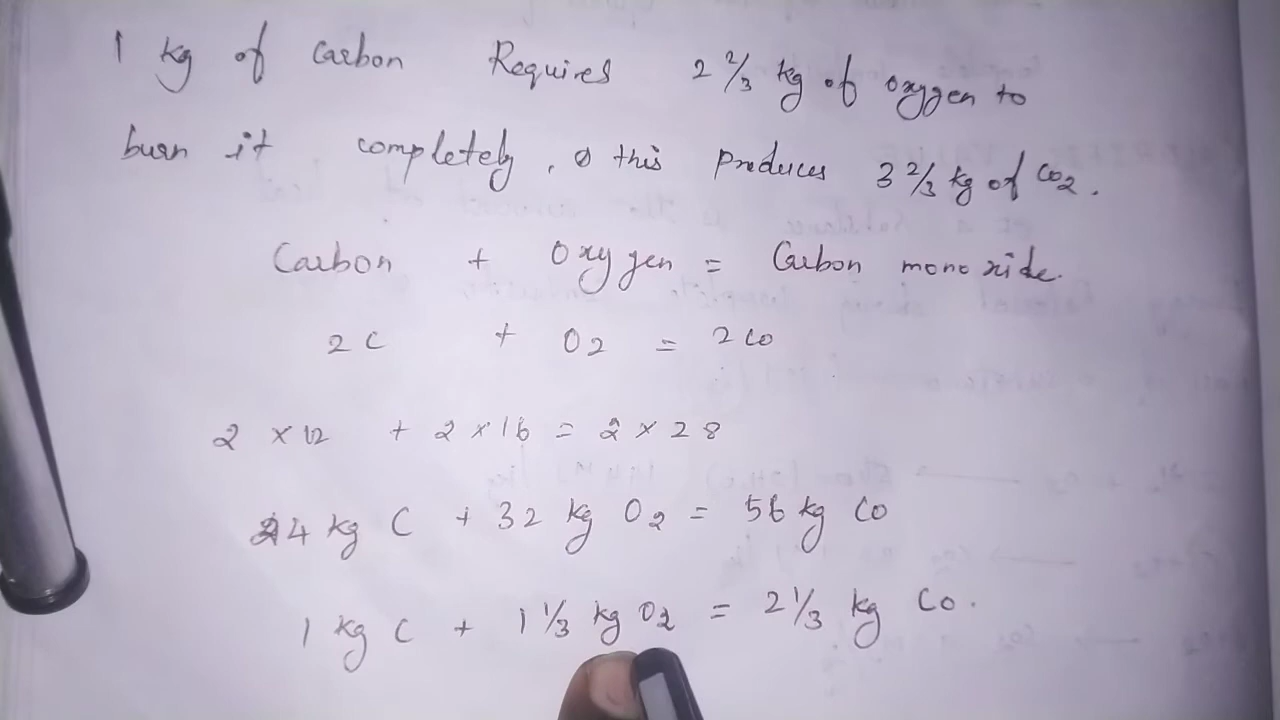 1 kg of carbon Requires 2 2/3 kg of oxygen to
burn it completely, & this produces 3 2/3 kg of CO2.
Carbon + Oxygen = Carbon monoxide.
2C + O2 = 2CO
2 × 12 + 2 × 16 = 2 × 28
24 kg C + 32 kg O2 = 56 kg CO
1 kg C + 1 1/3 kg O2 = 2 1/3 kg CO.